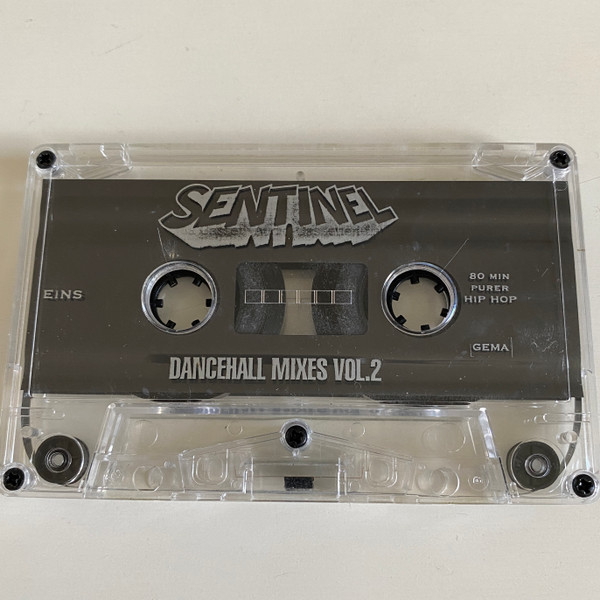 SENTINEL
EINS
80 MIN
PURER
HIP HOP
GEMA
DANCEHALL MIXES VOL.2